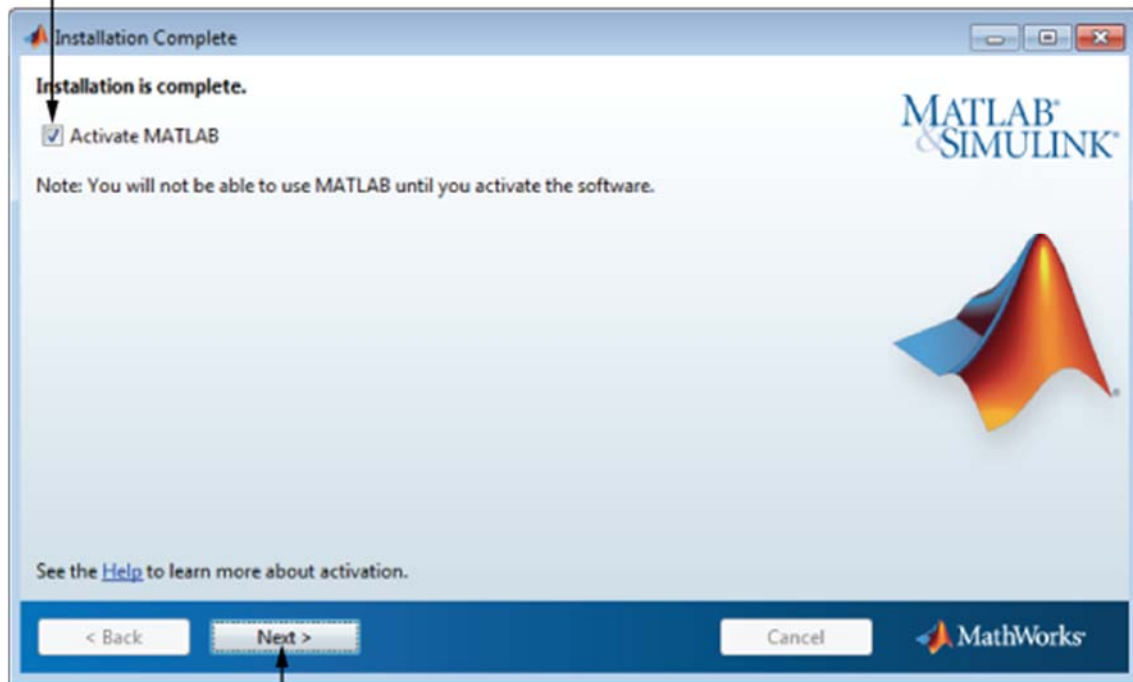 Installation Complete
Installation is complete.
Activate MATLAB
MATLAB®
&SIMULINK®
Note: You will not be able to use MATLAB until you activate the software.
®
See the Help to learn more about activation.
< Back
Next >
Cancel
MathWorks®